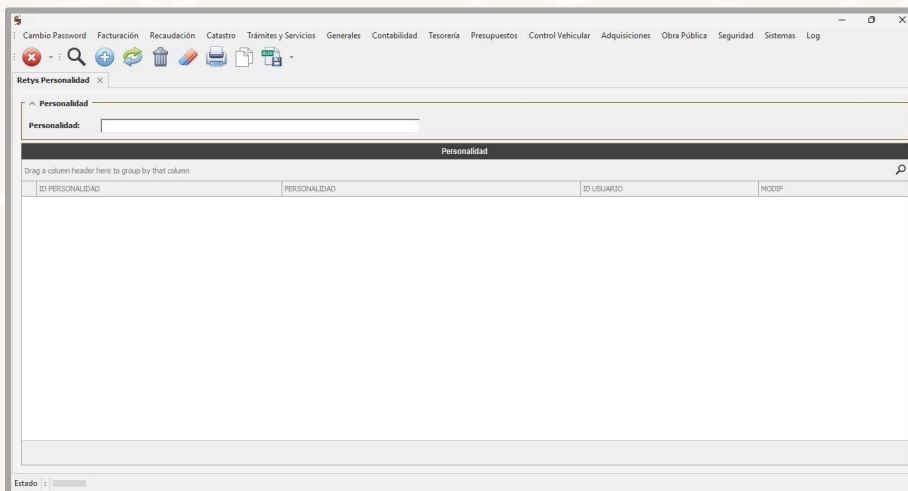 Cambio Password Facturación Recaudación Catastro Trámites y Servicios Generales Contabilidad Tesorería Presupuestos Control Vehicular Adquisiciones Obra Pública Seguridad Sistemas Log
Retys Personalidad
Personalidad
Personalidad:
Personalidad
Drag a column header here to group by that column
ID PERSONALIDAD PERSONALIDAD ID USUARIO MODIF
Estado :